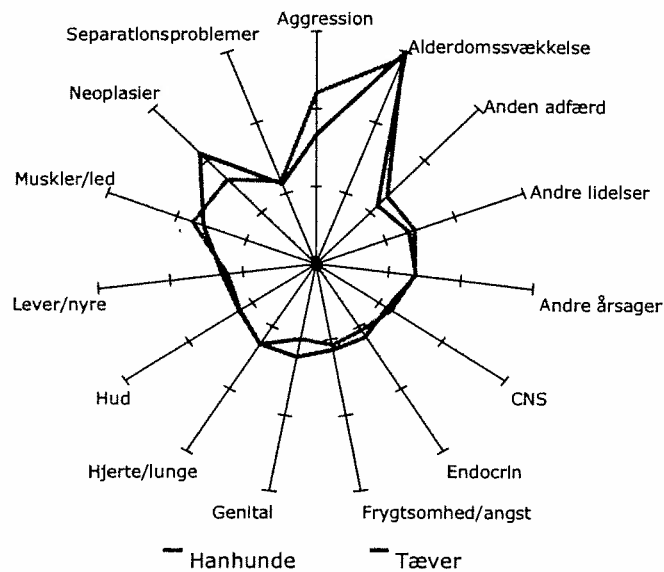 Aggression
Separationsproblemer
Alderdomssvækkelse
Neoplasier
Anden adfærd
Muskler/led
Andre lidelser
Lever/nyre
Andre årsager
Hud
CNS
Hjerte/lunge
Endocrin
Genital
Frygtsomhed/angst
Hanhunde
Tæver